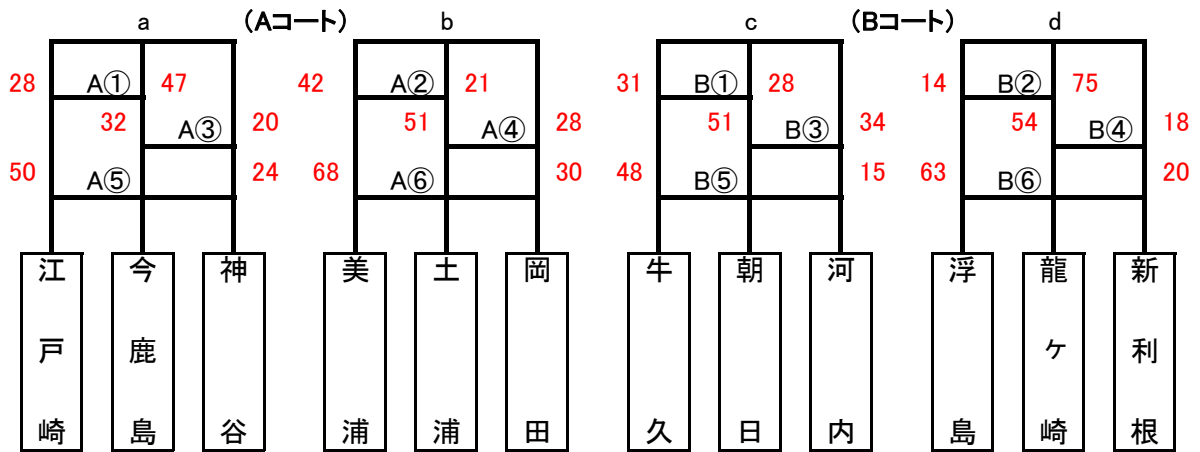 a （Aコート） b c （Bコート） d
28 A① 47 42 A② 21 31 B① 28 14 B② 75
32 A③ 20 51 A④ 28 51 B③ 34 54 B④ 18
50 A⑤ 24 68 A⑥ 30 48 B⑤ 15 63 B⑥ 20
江戸崎
今鹿島
神谷
美浦
土浦
岡田
牛久
朝日
河内
浮島
龍ヶ崎
新利根